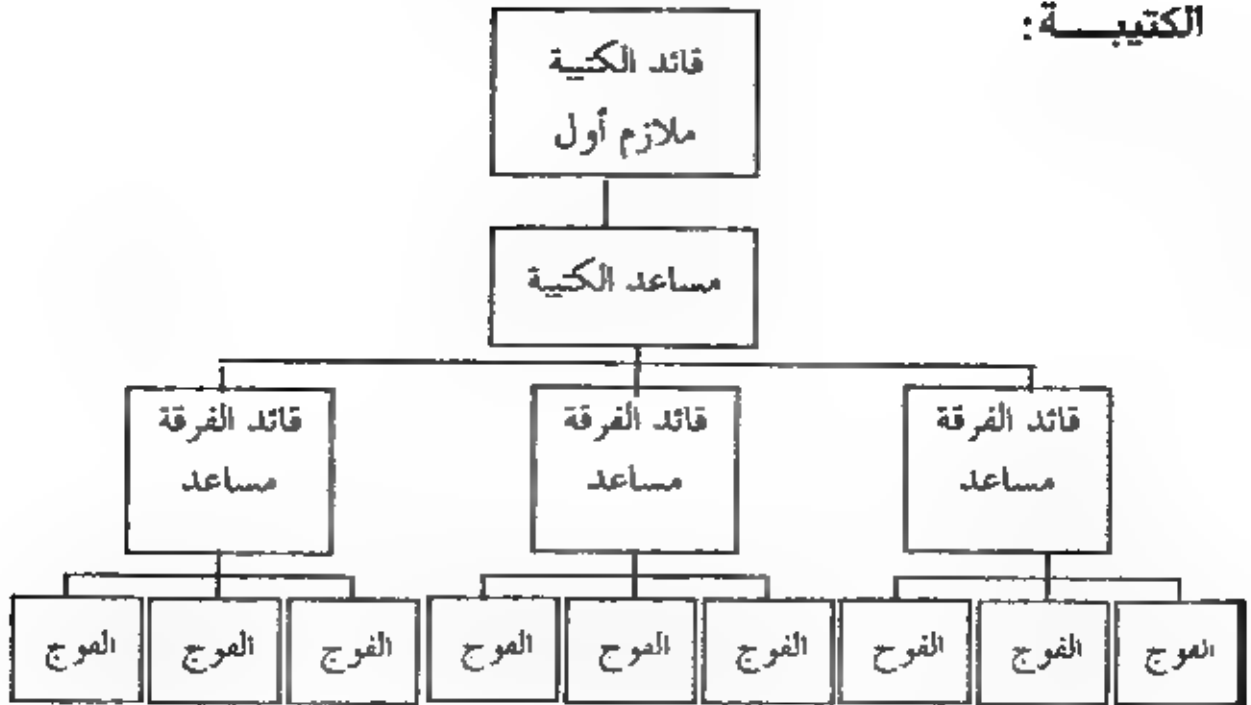 الكتيبـــة:
قائد الكتيبة
ملازم أول
مساعد الكتيبة
قائد الفرقة
مساعد
قائد الفرقة
مساعد
قائد الفرقة
مساعد
الفوج
الفوج
الفوج
الفوج
الفوج
الفوج
الفوج
الفوج
الفوج